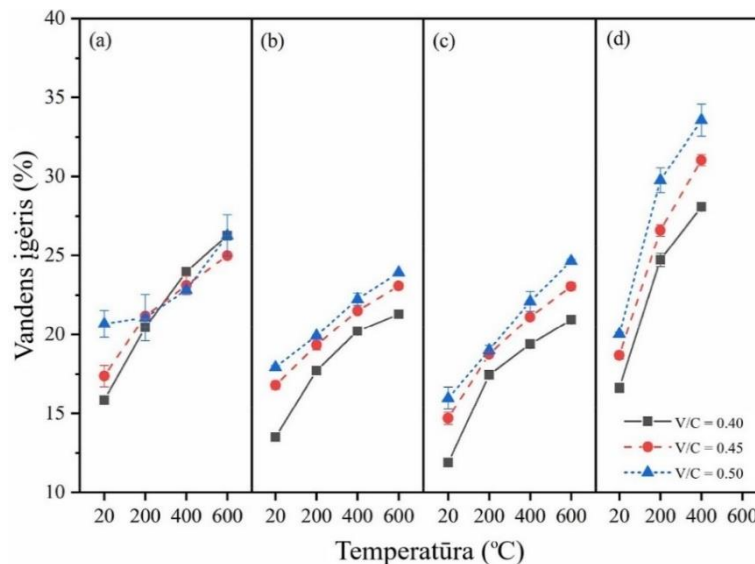 (a)
(b)
(c)
(d)
40
35
30
25
20
15
10
Vandens įgėris (%)
V/C = 0.40
V/C = 0.45
V/C = 0.50
20 200 400 600 20 200 400 600 20 200 400 600 20 200 400 600
Temperatūra (°C)